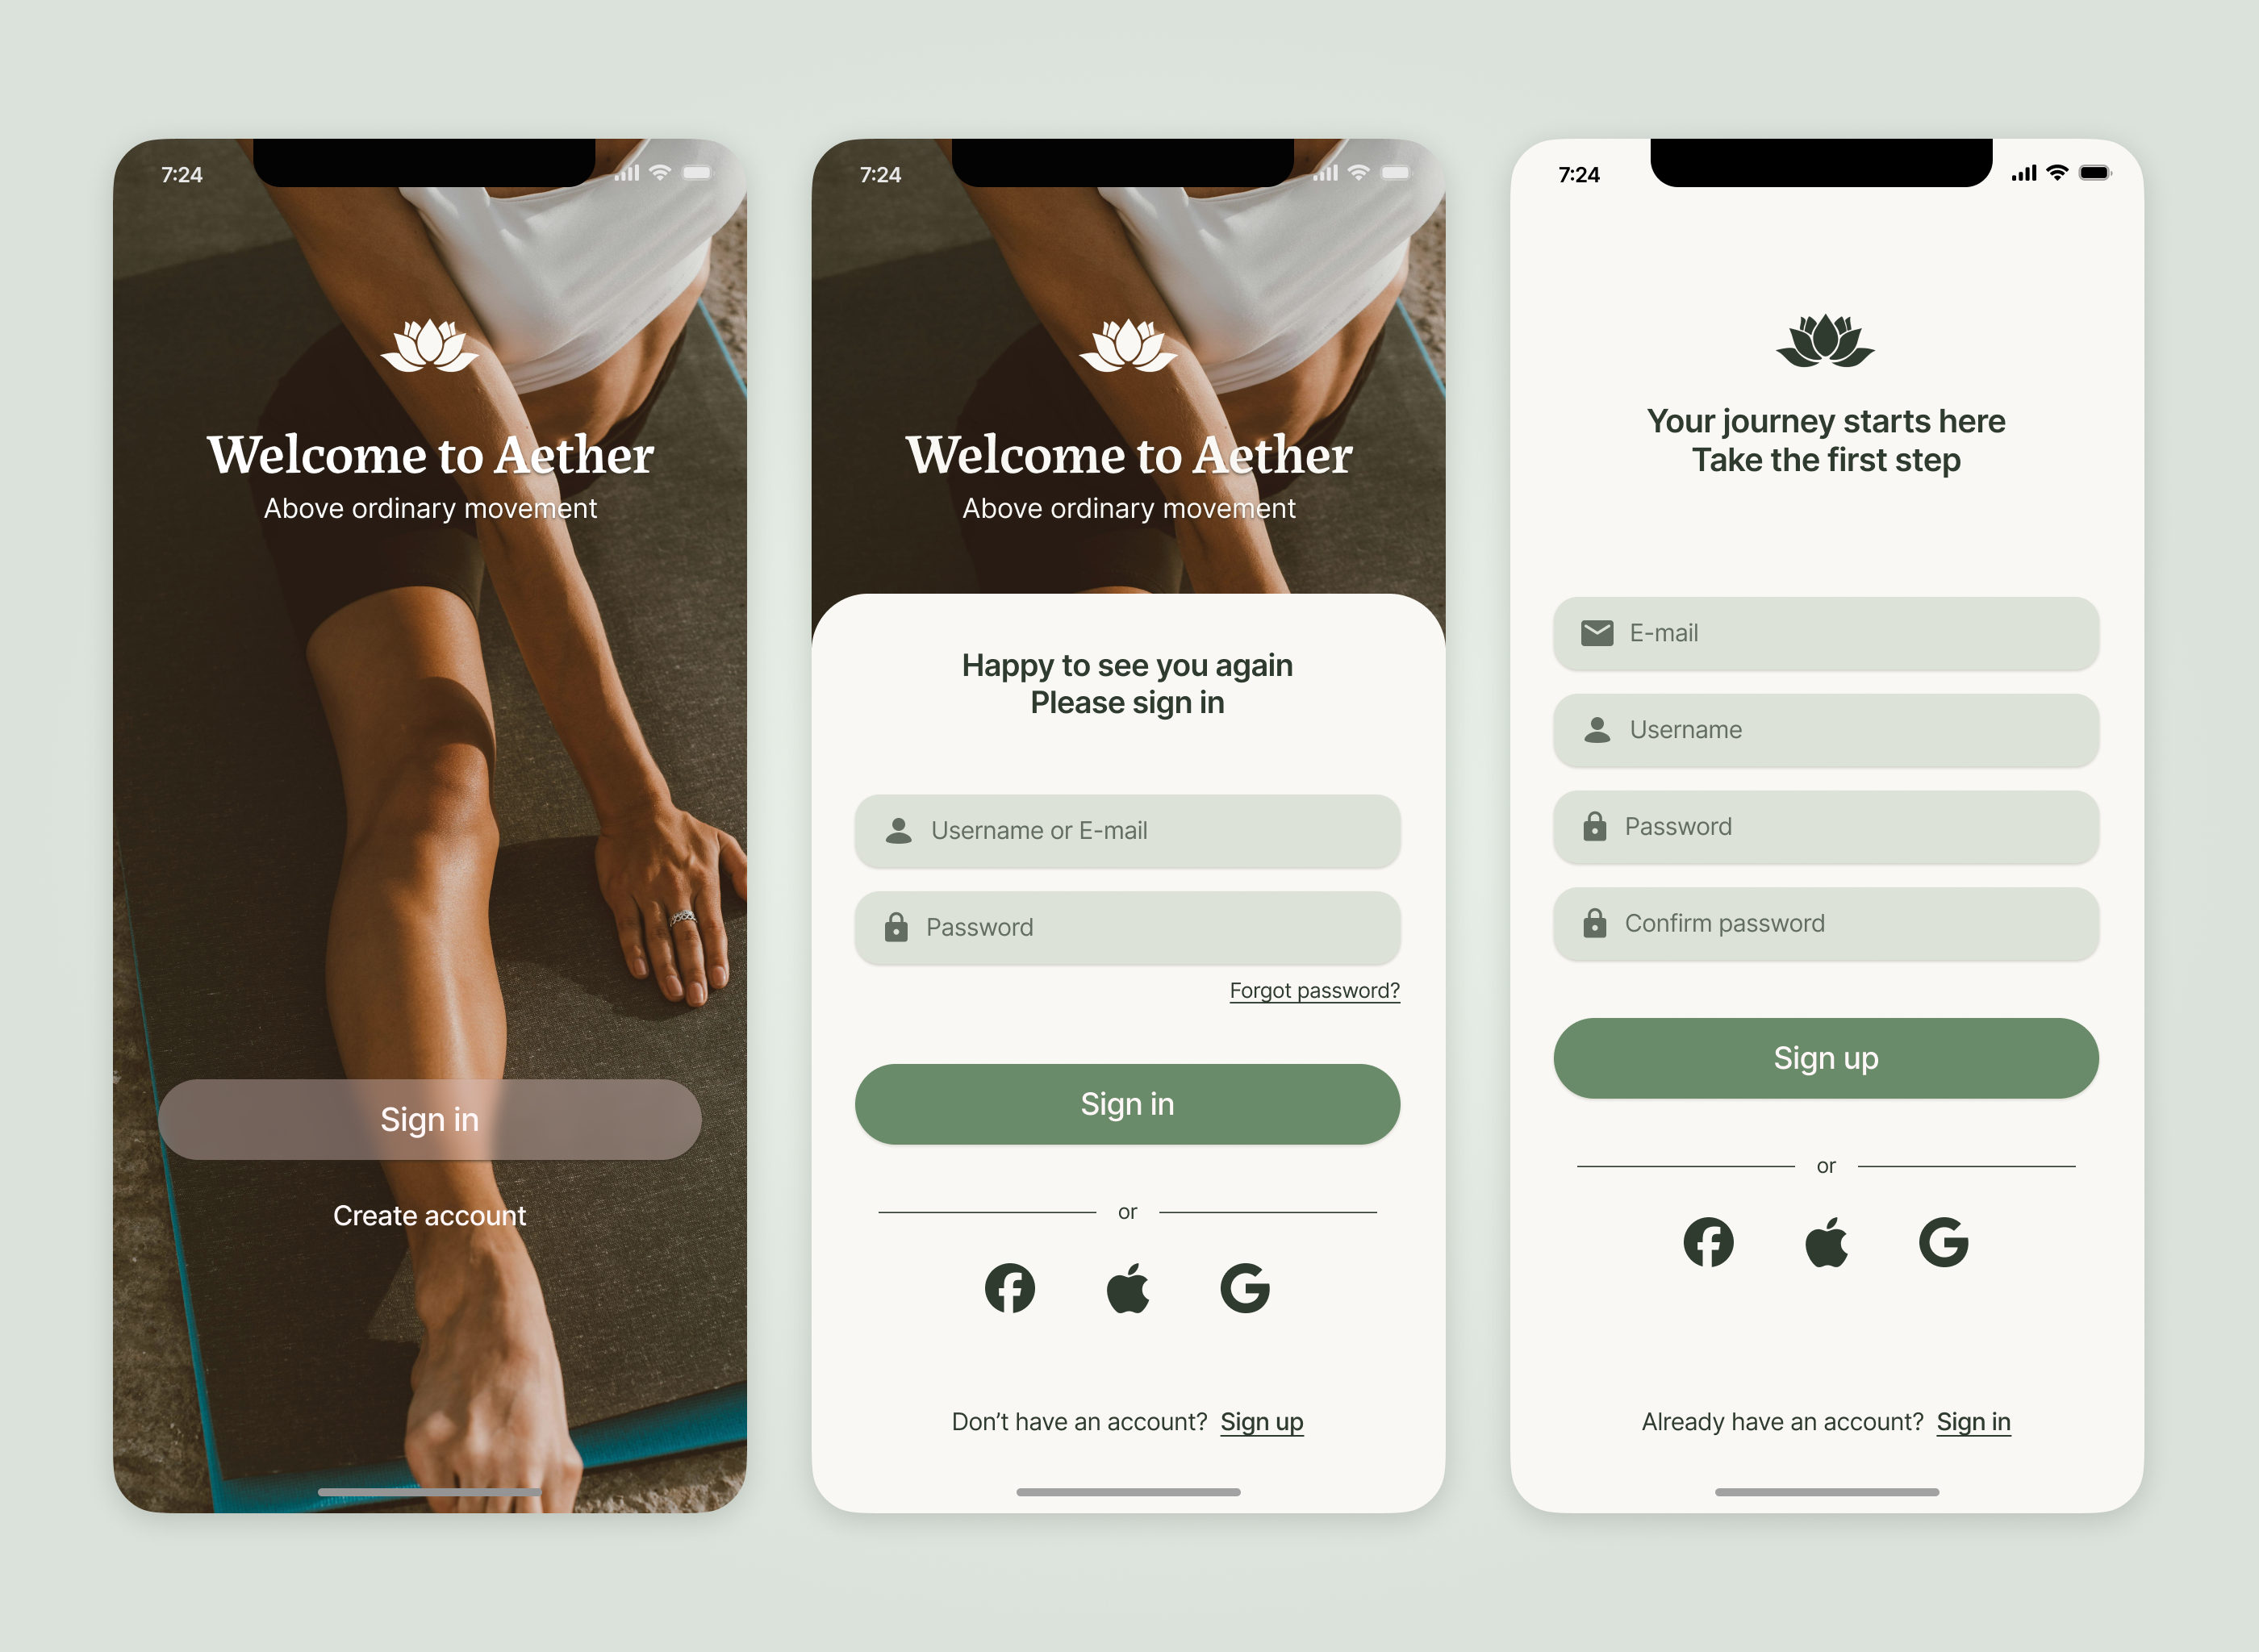 7:24
Welcome to Aether
Above ordinary movement
Sign in
Create account
7:24
Welcome to Aether
Above ordinary movement
Happy to see you again
Please sign in
Username or E-mail
Password
Forgot password?
Sign in
or
Don’t have an account? Sign up
7:24
Your journey starts here
Take the first step
E-mail
Username
Password
Confirm password
Sign up
or
Already have an account? Sign in